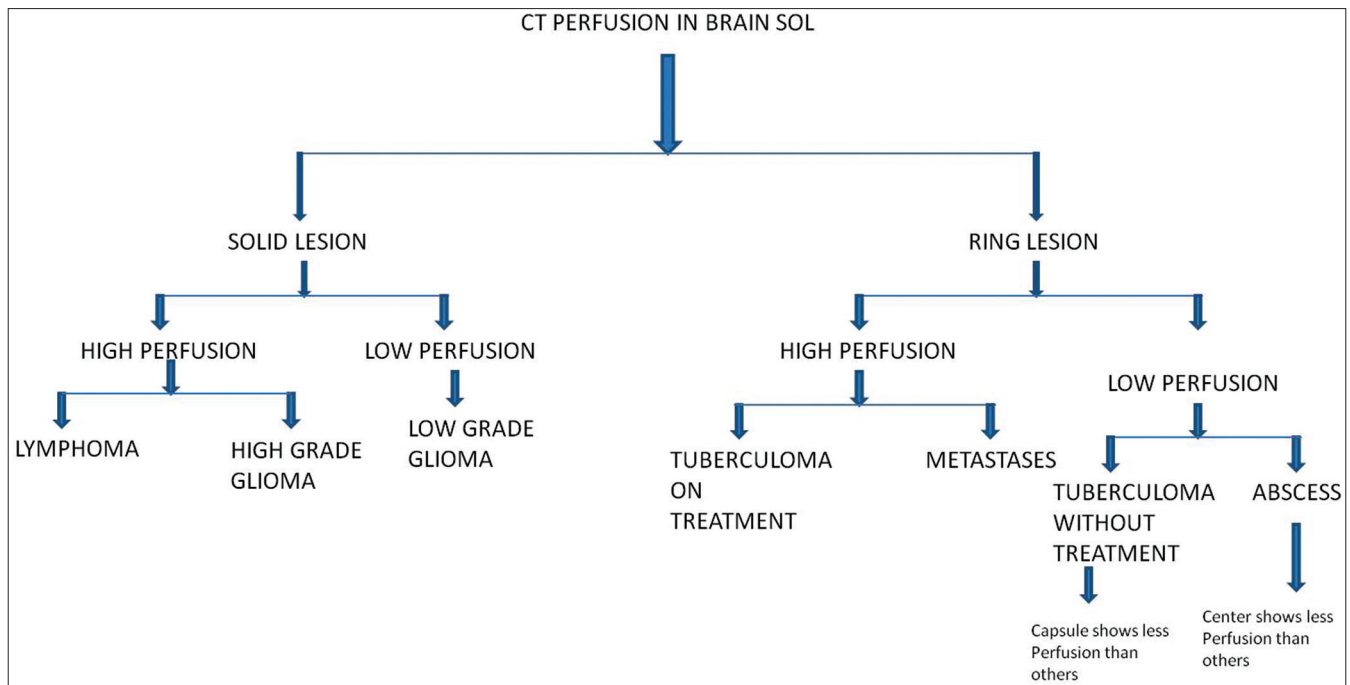 CT PERFUSION IN BRAIN SOL
SOLID LESION
RING LESION
HIGH PERFUSION
LOW PERFUSION
HIGH PERFUSION
LOW PERFUSION
LYMPHOMA
HIGH GRADE
GLIOMA
LOW GRADE
GLIOMA
TUBERCULOMA
ON
TREATMENT
METASTASES
TUBERCULOMA
WITHOUT
TREATMENT
ABSCESS
Capsule shows less
Perfusion than
others
Center shows less
Perfusion than
others